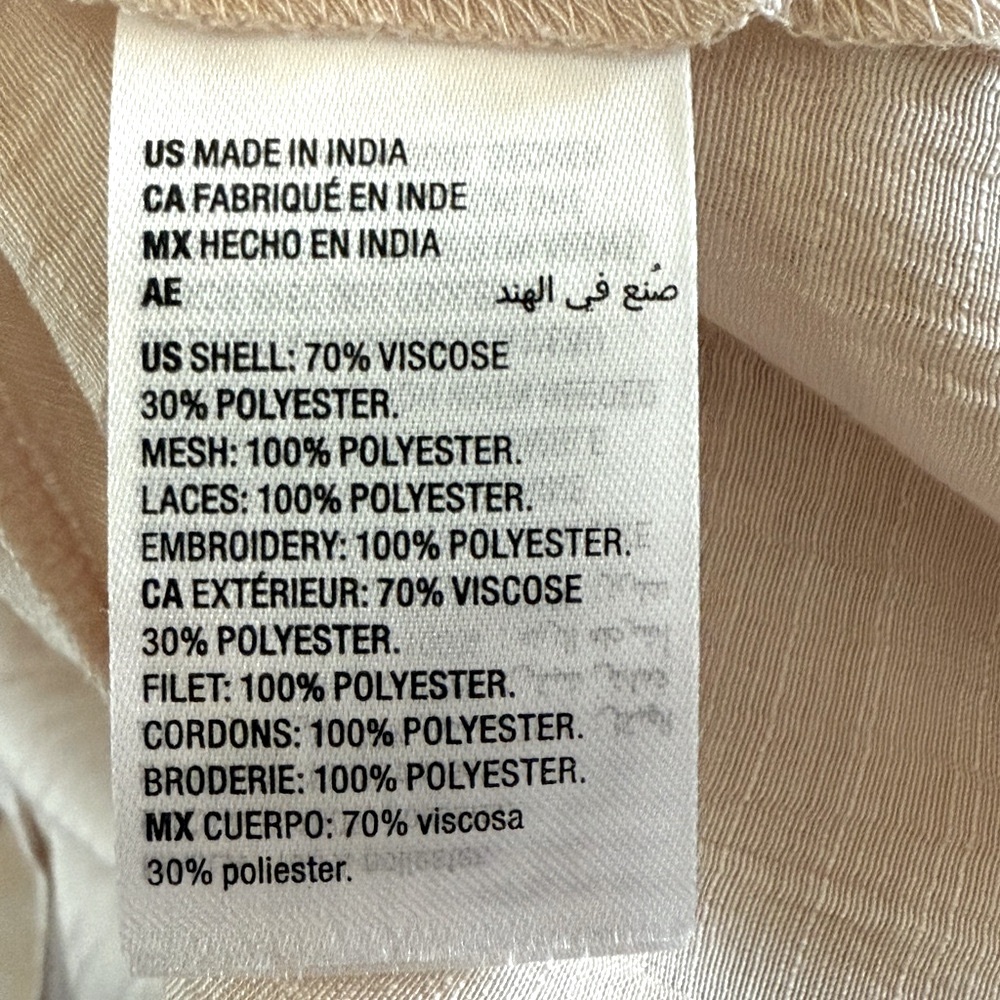 US MADE IN INDIA
CA FABRIQUÉ EN INDE
MX HECHO EN INDIA
AE صُنع في الهند
US SHELL: 70% VISCOSE
30% POLYESTER.
MESH: 100% POLYESTER.
LACES: 100% POLYESTER.
EMBROIDERY: 100% POLYESTER.
CA EXTÉRIEUR: 70% VISCOSE
30% POLYESTER.
FILET: 100% POLYESTER.
CORDONS: 100% POLYESTER.
BRODERIE: 100% POLYESTER.
MX CUERPO: 70% viscosa
30% poliester.